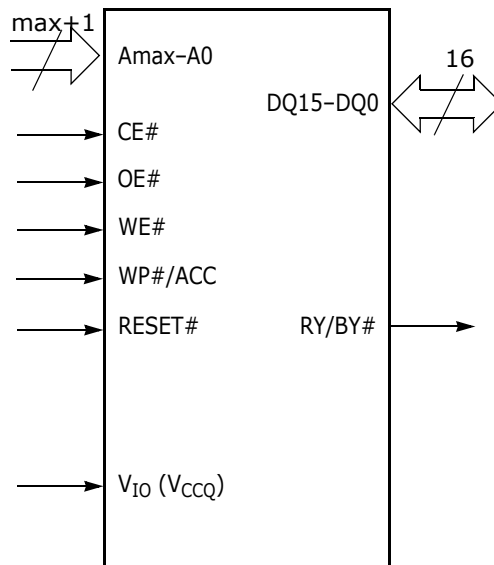 max+1
Amax–A0
16
DQ15–DQ0
CE#
OE#
WE#
WP#/ACC
RESET#
RY/BY#
VIO (VCCQ)